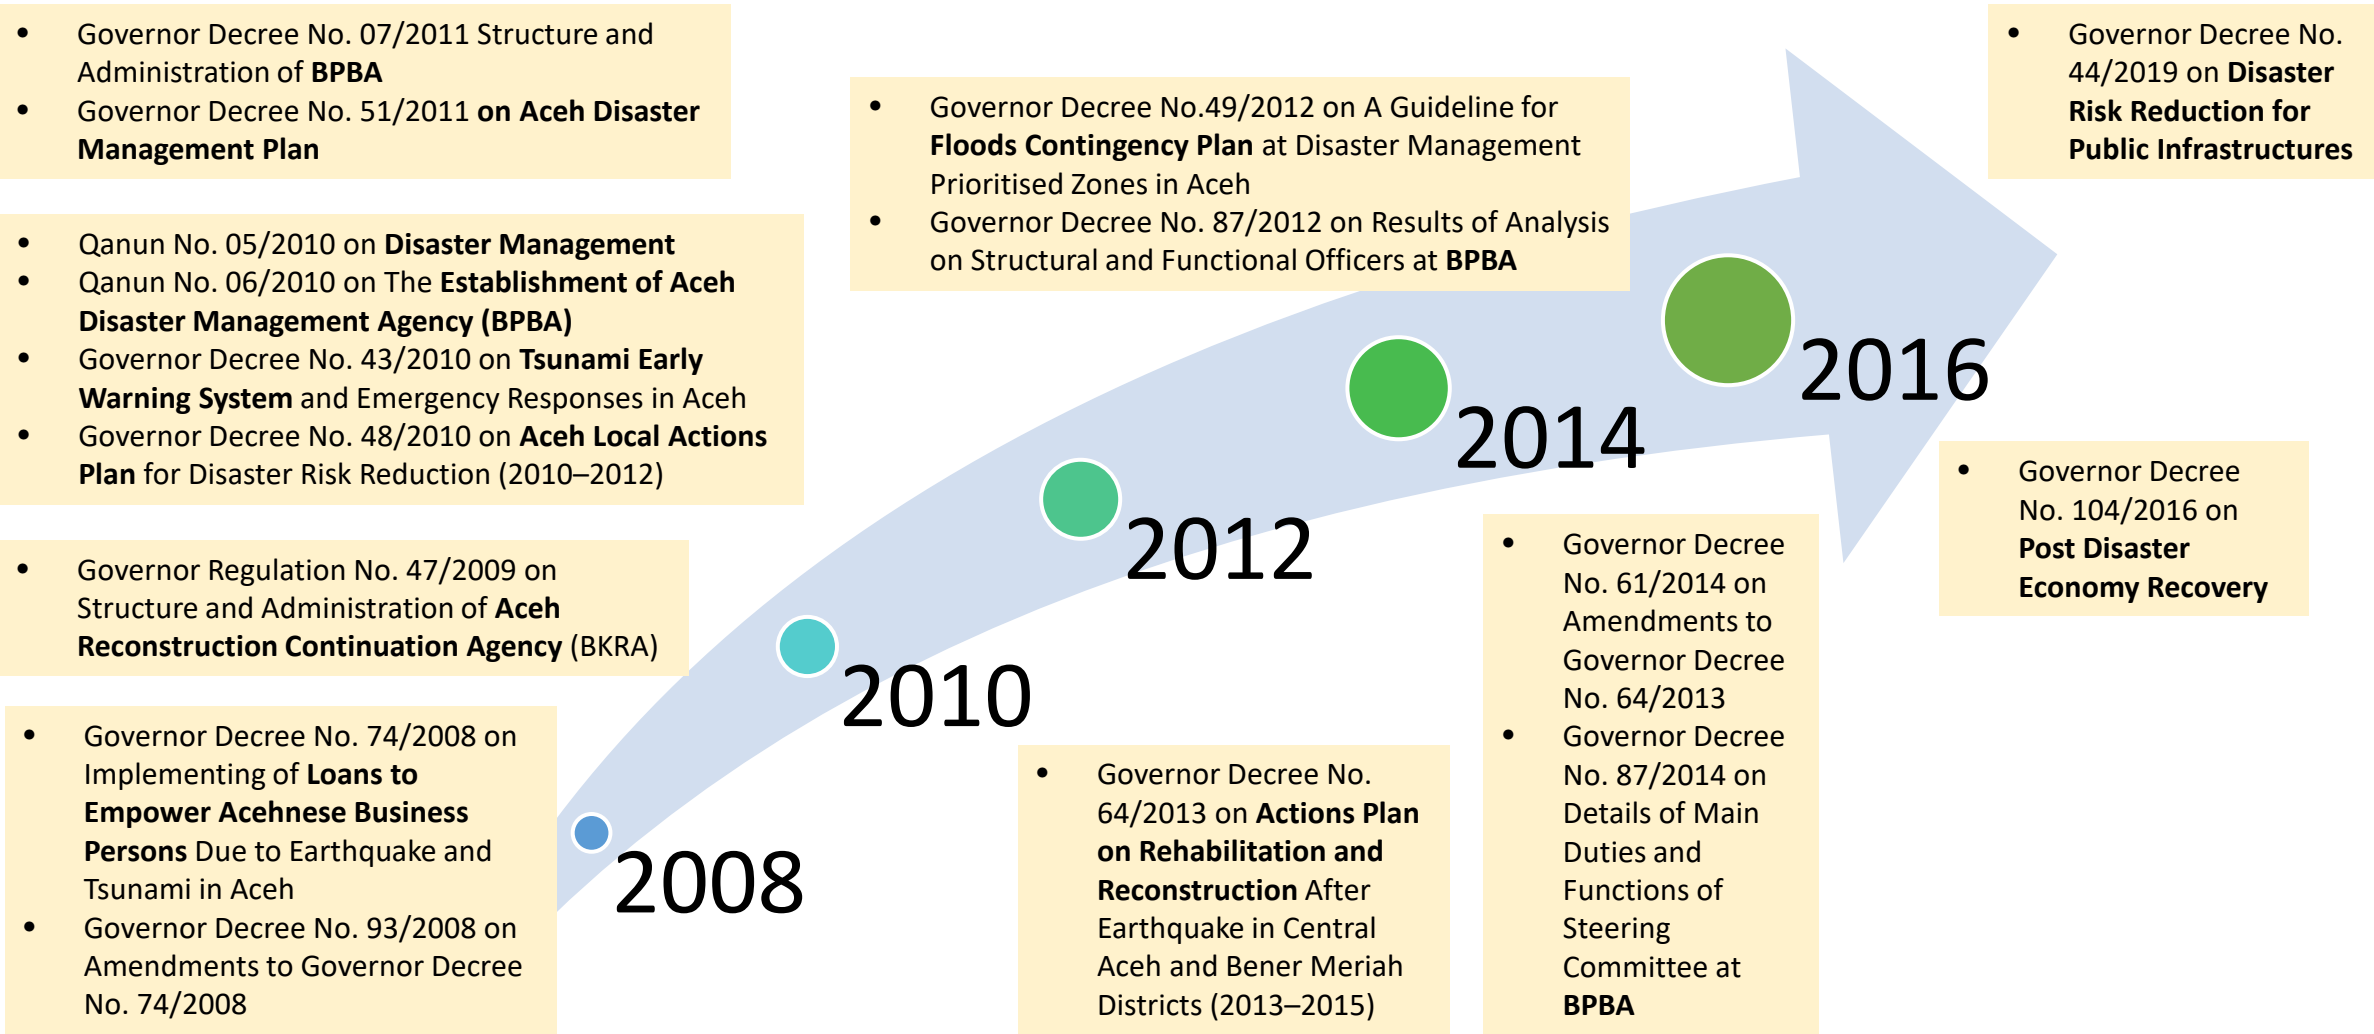 • Governor Decree No. 07/2011 Structure and
Administration of BPBA
• Governor Decree No. 51/2011 on Aceh Disaster
Management Plan
• Qanun No. 05/2010 on Disaster Management
• Qanun No. 06/2010 on The Establishment of Aceh
Disaster Management Agency (BPBA)
• Governor Decree No. 43/2010 on Tsunami Early
Warning System and Emergency Responses in Aceh
• Governor Decree No. 48/2010 on Aceh Local Actions
Plan for Disaster Risk Reduction (2010–2012)
• Governor Regulation No. 47/2009 on
Structure and Administration of Aceh
Reconstruction Continuation Agency (BKRA)
• Governor Decree No. 74/2008 on
Implementing of Loans to
Empower Acehnese Business
Persons Due to Earthquake and
Tsunami in Aceh
• Governor Decree No. 93/2008 on
Amendments to Governor Decree
No. 74/2008
• Governor Decree No.49/2012 on A Guideline for
Floods Contingency Plan at Disaster Management
Prioritised Zones in Aceh
• Governor Decree No. 87/2012 on Results of Analysis
on Structural and Functional Officers at BPBA
• Governor Decree No.
44/2019 on Disaster
Risk Reduction for
Public Infrastructures
2008
2010
2012
2014
2016
• Governor Decree No.
64/2013 on Actions Plan
on Rehabilitation and
Reconstruction After
Earthquake in Central
Aceh and Bener Meriah
Districts (2013–2015)
• Governor Decree
No. 61/2014 on
Amendments to
Governor Decree
No. 64/2013
• Governor Decree
No. 87/2014 on
Details of Main
Duties and
Functions of
Steering
Committee at
BPBA
• Governor Decree
No. 104/2016 on
Post Disaster
Economy Recovery